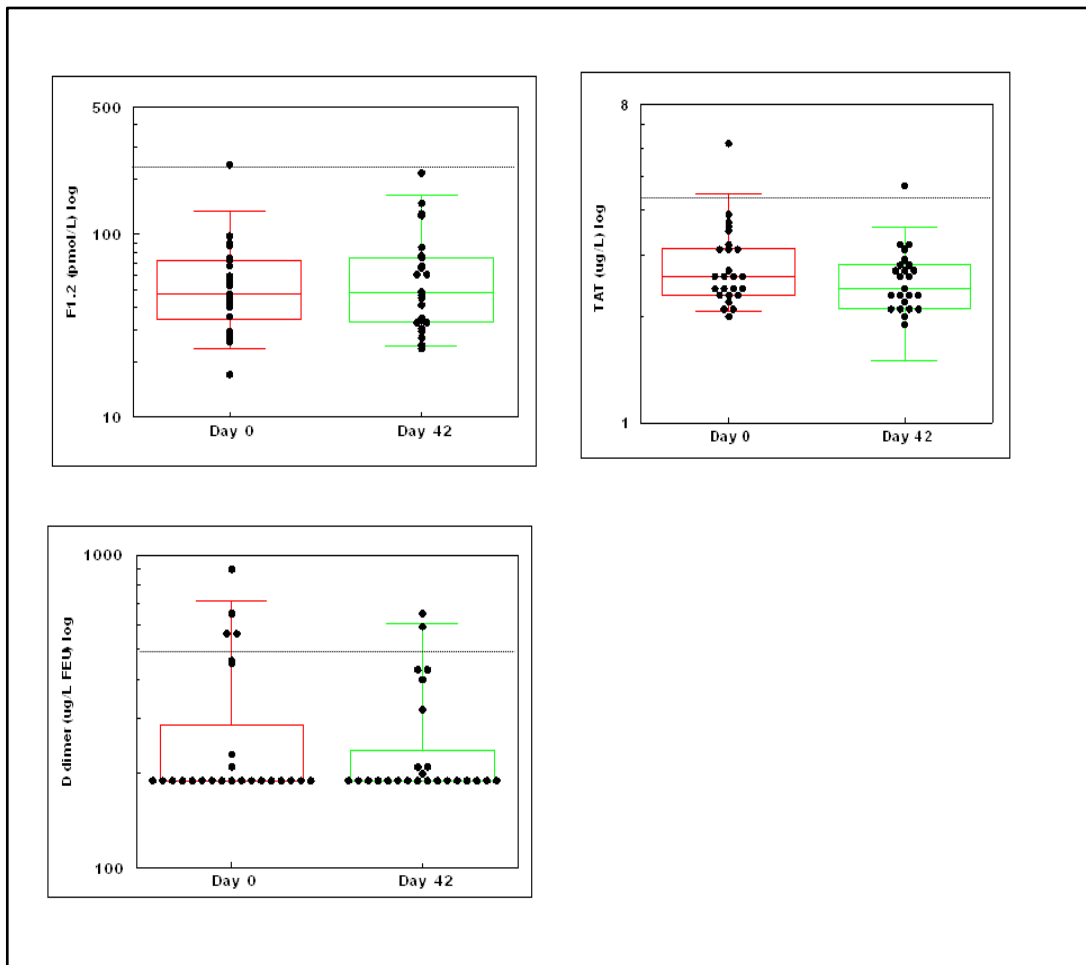 500
100
10
F1.2 (pmol/L) log
Day 0
Day 42
8
1
TAT (ug/L) log
Day 0
Day 42
1000
100
D dimer (ug/L FEU) log
Day 0
Day 42